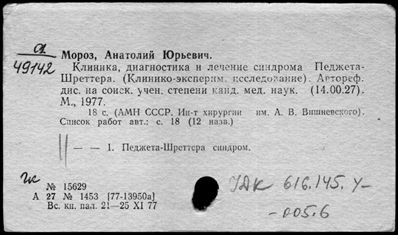 а
49142
Мороз, Анатолий Юрьевич.
Клиника, диагностика и лечение синдрома Педжета-
Шреттера. (Клинико-эксперим. исследование). Автореф.
дис. на соиск. учен. степени канд. мед. наук. (14.00.27).
М., 1977.
18 с. (АМН СССР. Ин-т хирургии им. А. В. Вишневского).
Список работ авт.: с. 18 (12 назв.)
— — 1. Педжета-Шреттера синдром.
№ 15629
А 27 № 1453 [77-13950а]
Вс. кн. пал. 21—25 XI 77
УДК 616.145.4-
-005.6